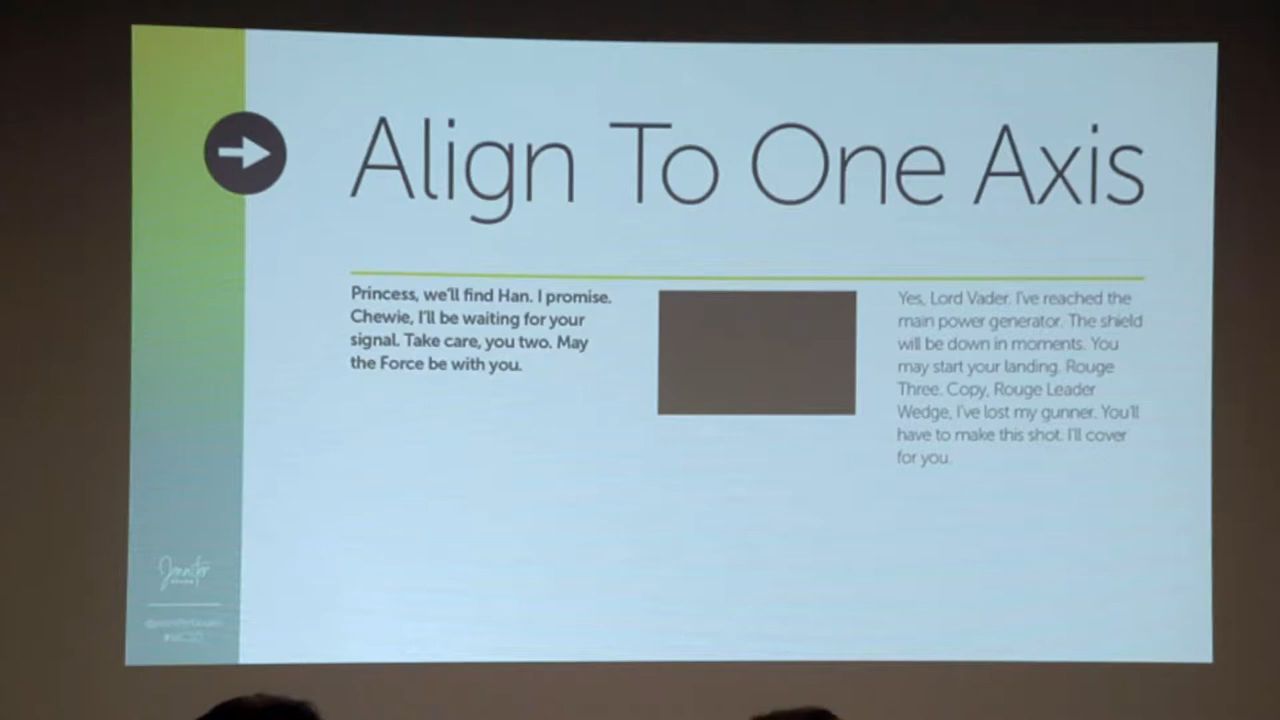 Align To One Axis
Princess, we'll find Han. I promise.
Chewie, I'll be waiting for your
signal. Take care, you two. May
the Force be with you.
Yes, Lord Vader. I've reached the
main power generator. The shield
will be down in moments. You
may start your landing. Rouge
Three. Copy, Rouge Leader
Wedge, I've lost my gunner. You'll
have to make this shot. I'll cover
for you.
Jennifer